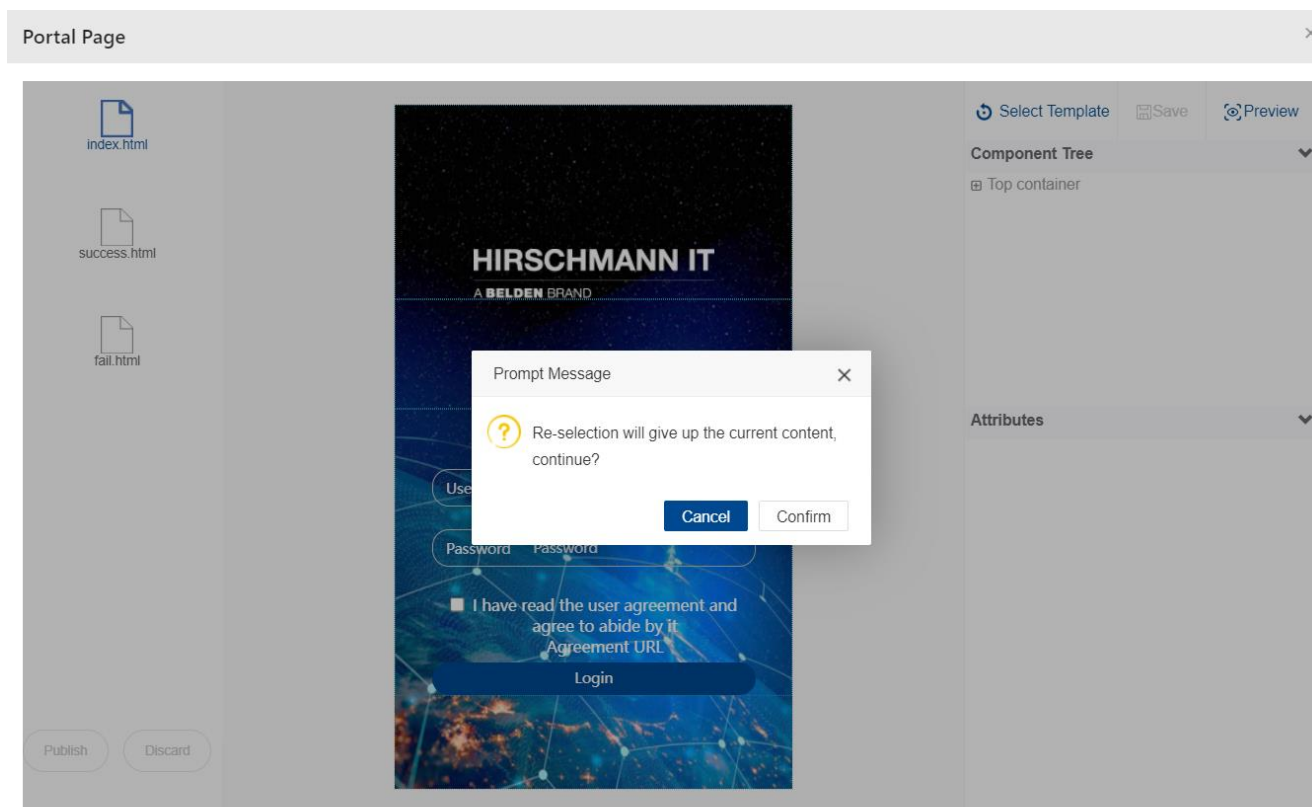 Portal Page
index.html
success.html
fail.html
Publish
Discard
HIRSCHMANN IT
A BELDEN BRAND
Prompt Message
Re-selection will give up the current content,
continue?
Cancel
Confirm
Use
Password Password
I have read the user agreement and
agree to abide by it
Agreement URL
Login
Select Template
Save
Preview
Component Tree
Top container
Attributes